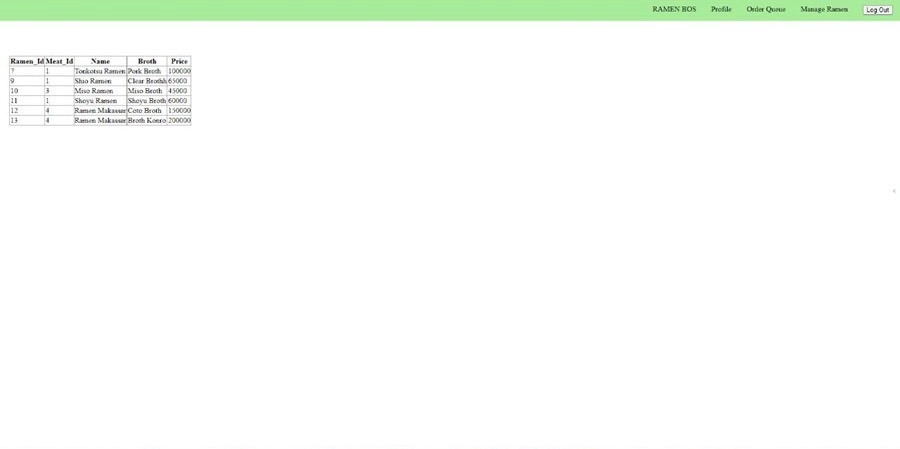 RAMEN BOS Profile Order Queue Manage Ramen Log Out
Ramen_Id Meat_Id Name Broth Price
7 1 Tonkotsu Ramen Pork Broth 100000
9 1 Shio Ramen Clear Brothh 65000
10 3 Miso Ramen Miso Broth 45000
11 1 Shoyu Ramen Shoyu Broth 60000
12 4 Ramen Makassar Coto Broth 150000
13 4 Ramen Makassar Broth Konro 200000